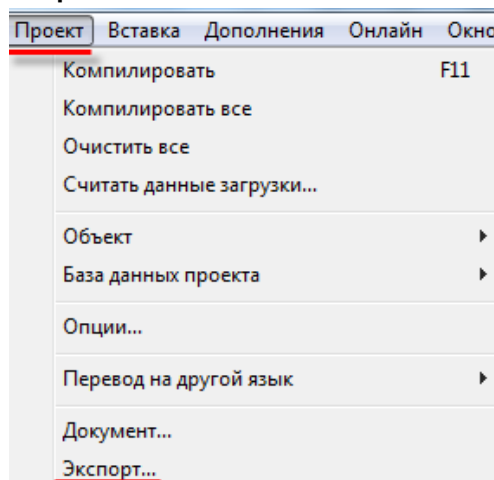 Проект Вставка Дополнения Онлайн Окно
Компилировать F11
Компилировать все
Очистить все
Считать данные загрузки...
Объект
База данных проекта
Опции...
Перевод на другой язык
Документ...
Экспорт...